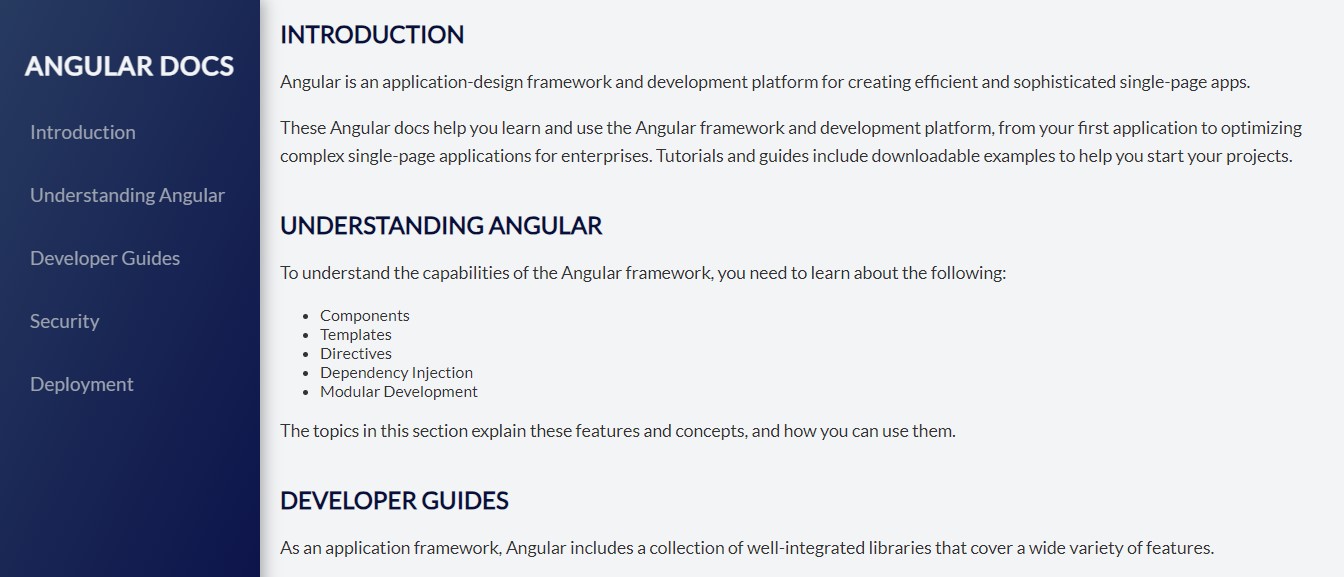 ANGULAR DOCS
Introduction
Understanding Angular
Developer Guides
Security
Deployment
INTRODUCTION
Angular is an application-design framework and development platform for creating efficient and sophisticated single-page apps.
These Angular docs help you learn and use the Angular framework and development platform, from your first application to optimizing
complex single-page applications for enterprises. Tutorials and guides include downloadable examples to help you start your projects.
UNDERSTANDING ANGULAR
To understand the capabilities of the Angular framework, you need to learn about the following:
• Components
• Templates
• Directives
• Dependency Injection
• Modular Development
The topics in this section explain these features and concepts, and how you can use them.
DEVELOPER GUIDES
As an application framework, Angular includes a collection of well-integrated libraries that cover a wide variety of features.